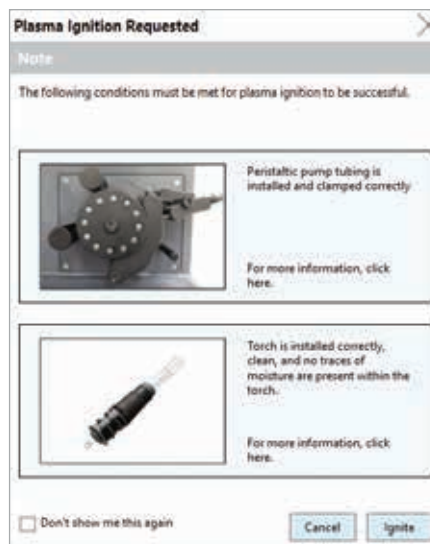 Plasma Ignition Requested
Note
The following conditions must be met for plasma ignition to be successful.
Peristaltic pump tubing is
installed and clamped correctly
For more information, click
here.
Torch is installed correctly,
clean, and no traces of
moisture are present within the
torch.
For more information, click
here.
Don't show me this again
Cancel
Ignite